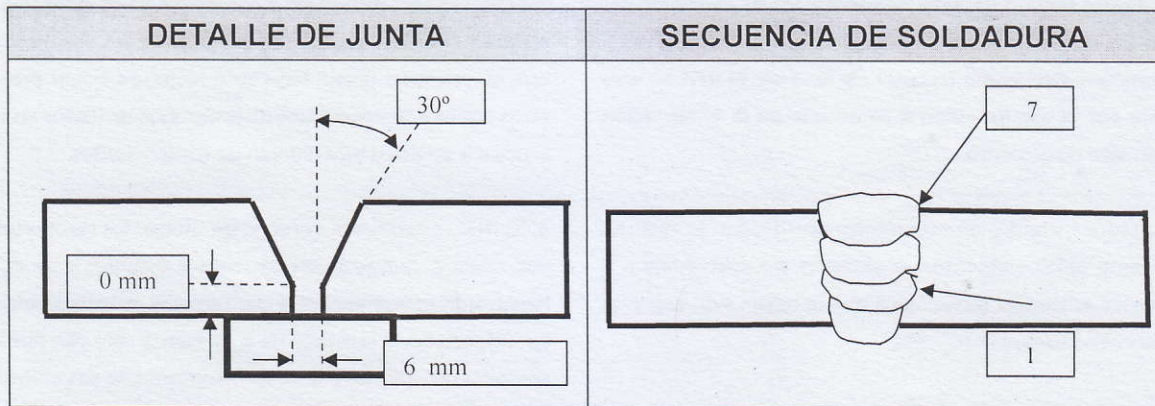 DETALLE DE JUNTA
SECUENCIA DE SOLDADURA
30º
7
0 mm
6 mm
1